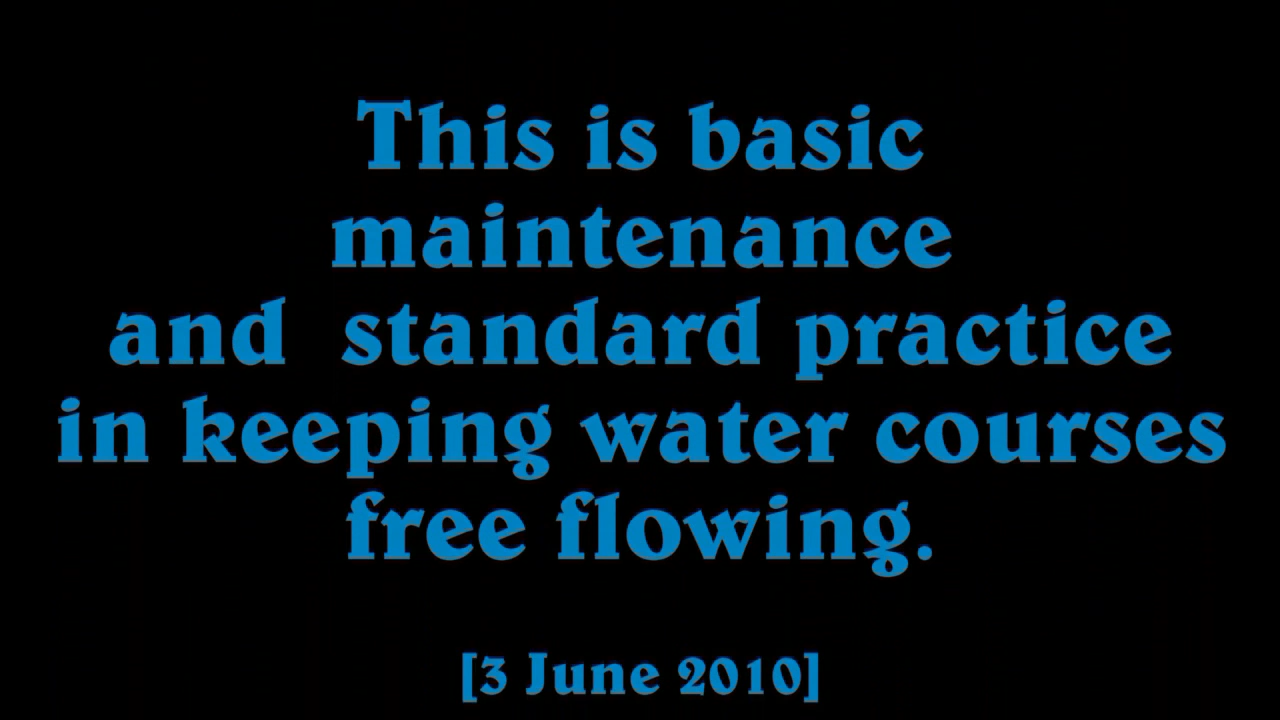 This is basic
maintenance
and  standard practice
in keeping water courses
free flowing.
[3 June 2010]